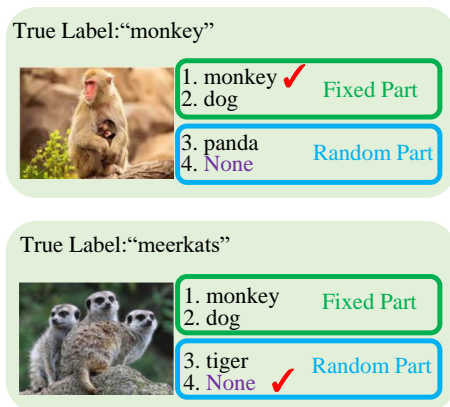 True Label:“monkey”
1. monkey ✓
2. dog
Fixed Part
3. panda
4. None
Random Part
True Label:“meerkats”
1. monkey
2. dog
Fixed Part
3. tiger
4. None ✓
Random Part